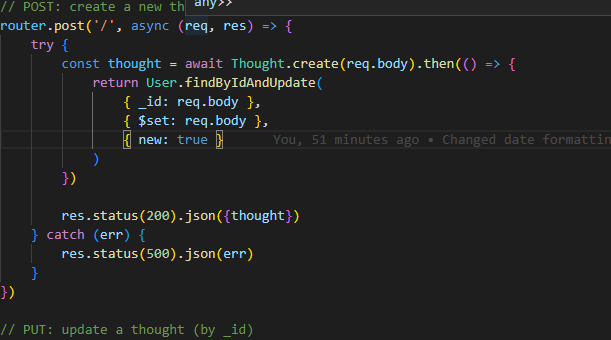 // POST: create a new th
any>>
router.post('/', async (req, res) => {
    try {
        const thought = await Thought.create(req.body).then(() => {
            return User.findByIdAndUpdate(
                { _id: req.body },
                { $set: req.body },
                { new: true }    You, 51 minutes ago • Changed date formattin
            )
        })
        res.status(200).json({thought})
    } catch (err) {
        res.status(500).json(err)
    }
})
// PUT: update a thought (by _id)